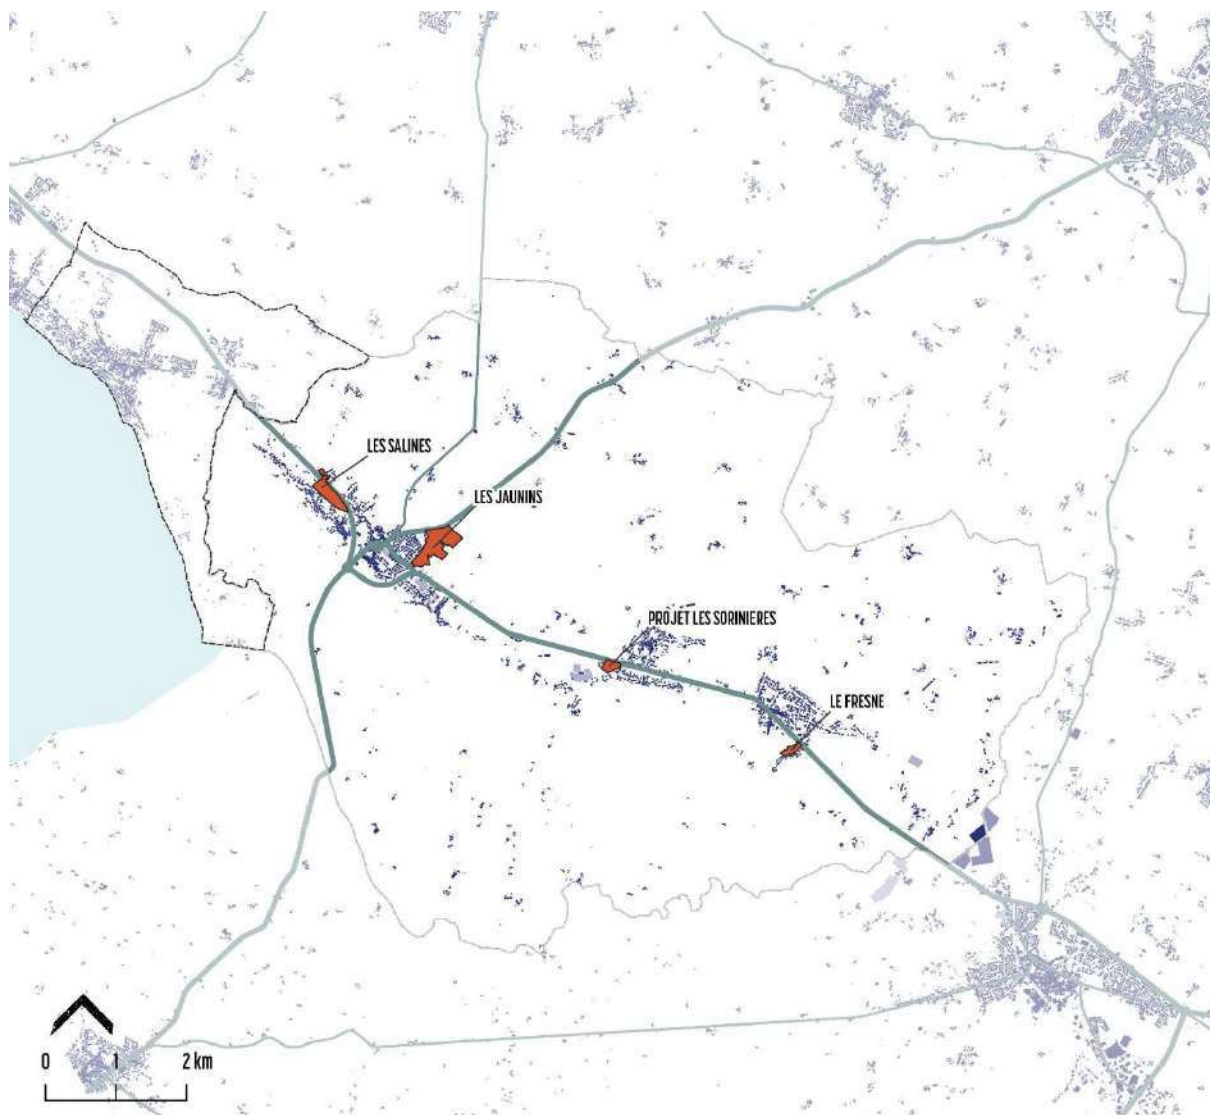 LES SALINES
LES JAUNINS
PROJET LES SORINIERES
LE FRESNE
0 1 2 km